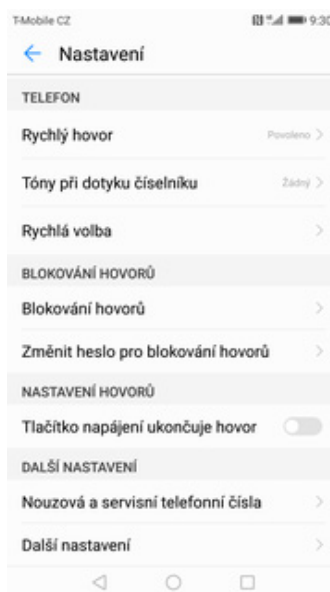 T-Mobile CZ 9:30
Nastavení
TELEFON
Rychlý hovor Povoleno
Tóny při dotyku číselníku Žádný
Rychlá volba
BLOKOVÁNÍ HOVORŮ
Blokování hovorů
Změnit heslo pro blokování hovorů
NASTAVENÍ HOVORŮ
Tlačítko napájení ukončuje hovor
DALŠÍ NASTAVENÍ
Nouzová a servisní telefonní čísla
Další nastavení